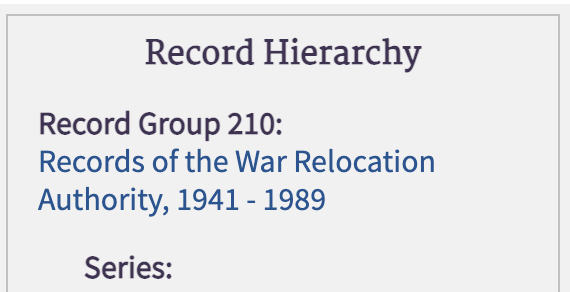 Record Hierarchy
Record Group 210:
Records of the War Relocation
Authority, 1941 - 1989
Series: